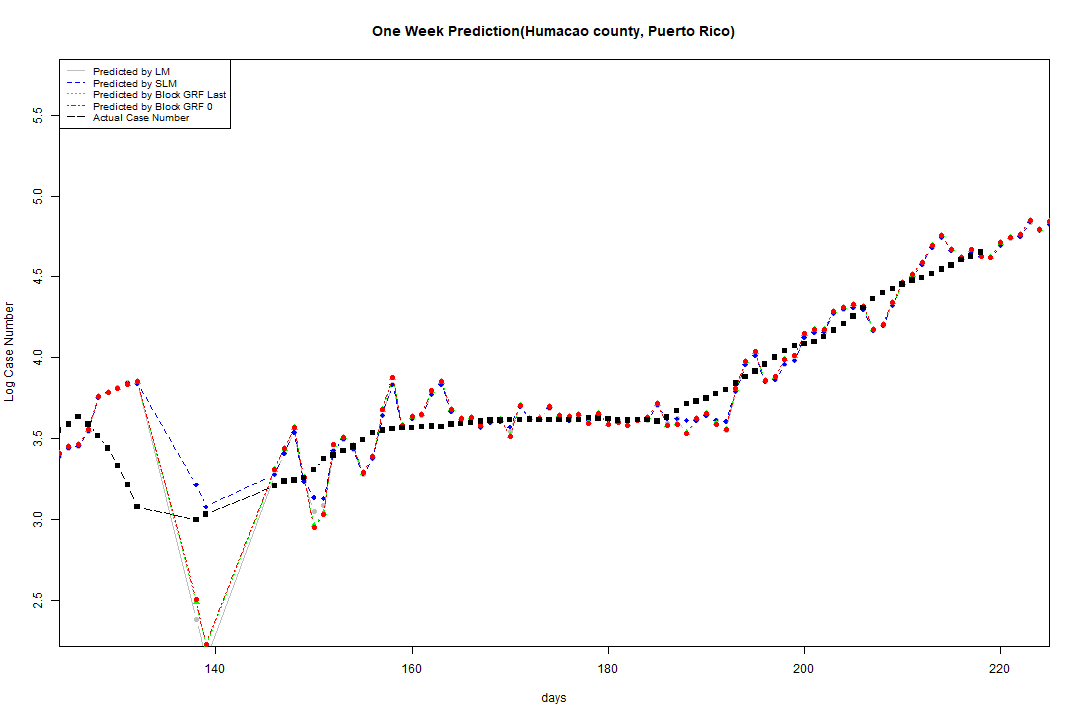 One Week Prediction(Humacao county, Puerto Rico)
Predicted by LM
Predicted by SLM
Predicted by Block GRF Last
Predicted by Block GRF 0
Actual Case Number
Log Case Number
5.5
5.0
4.5
4.0
3.5
3.0
2.5
140 160 180 200 220
days